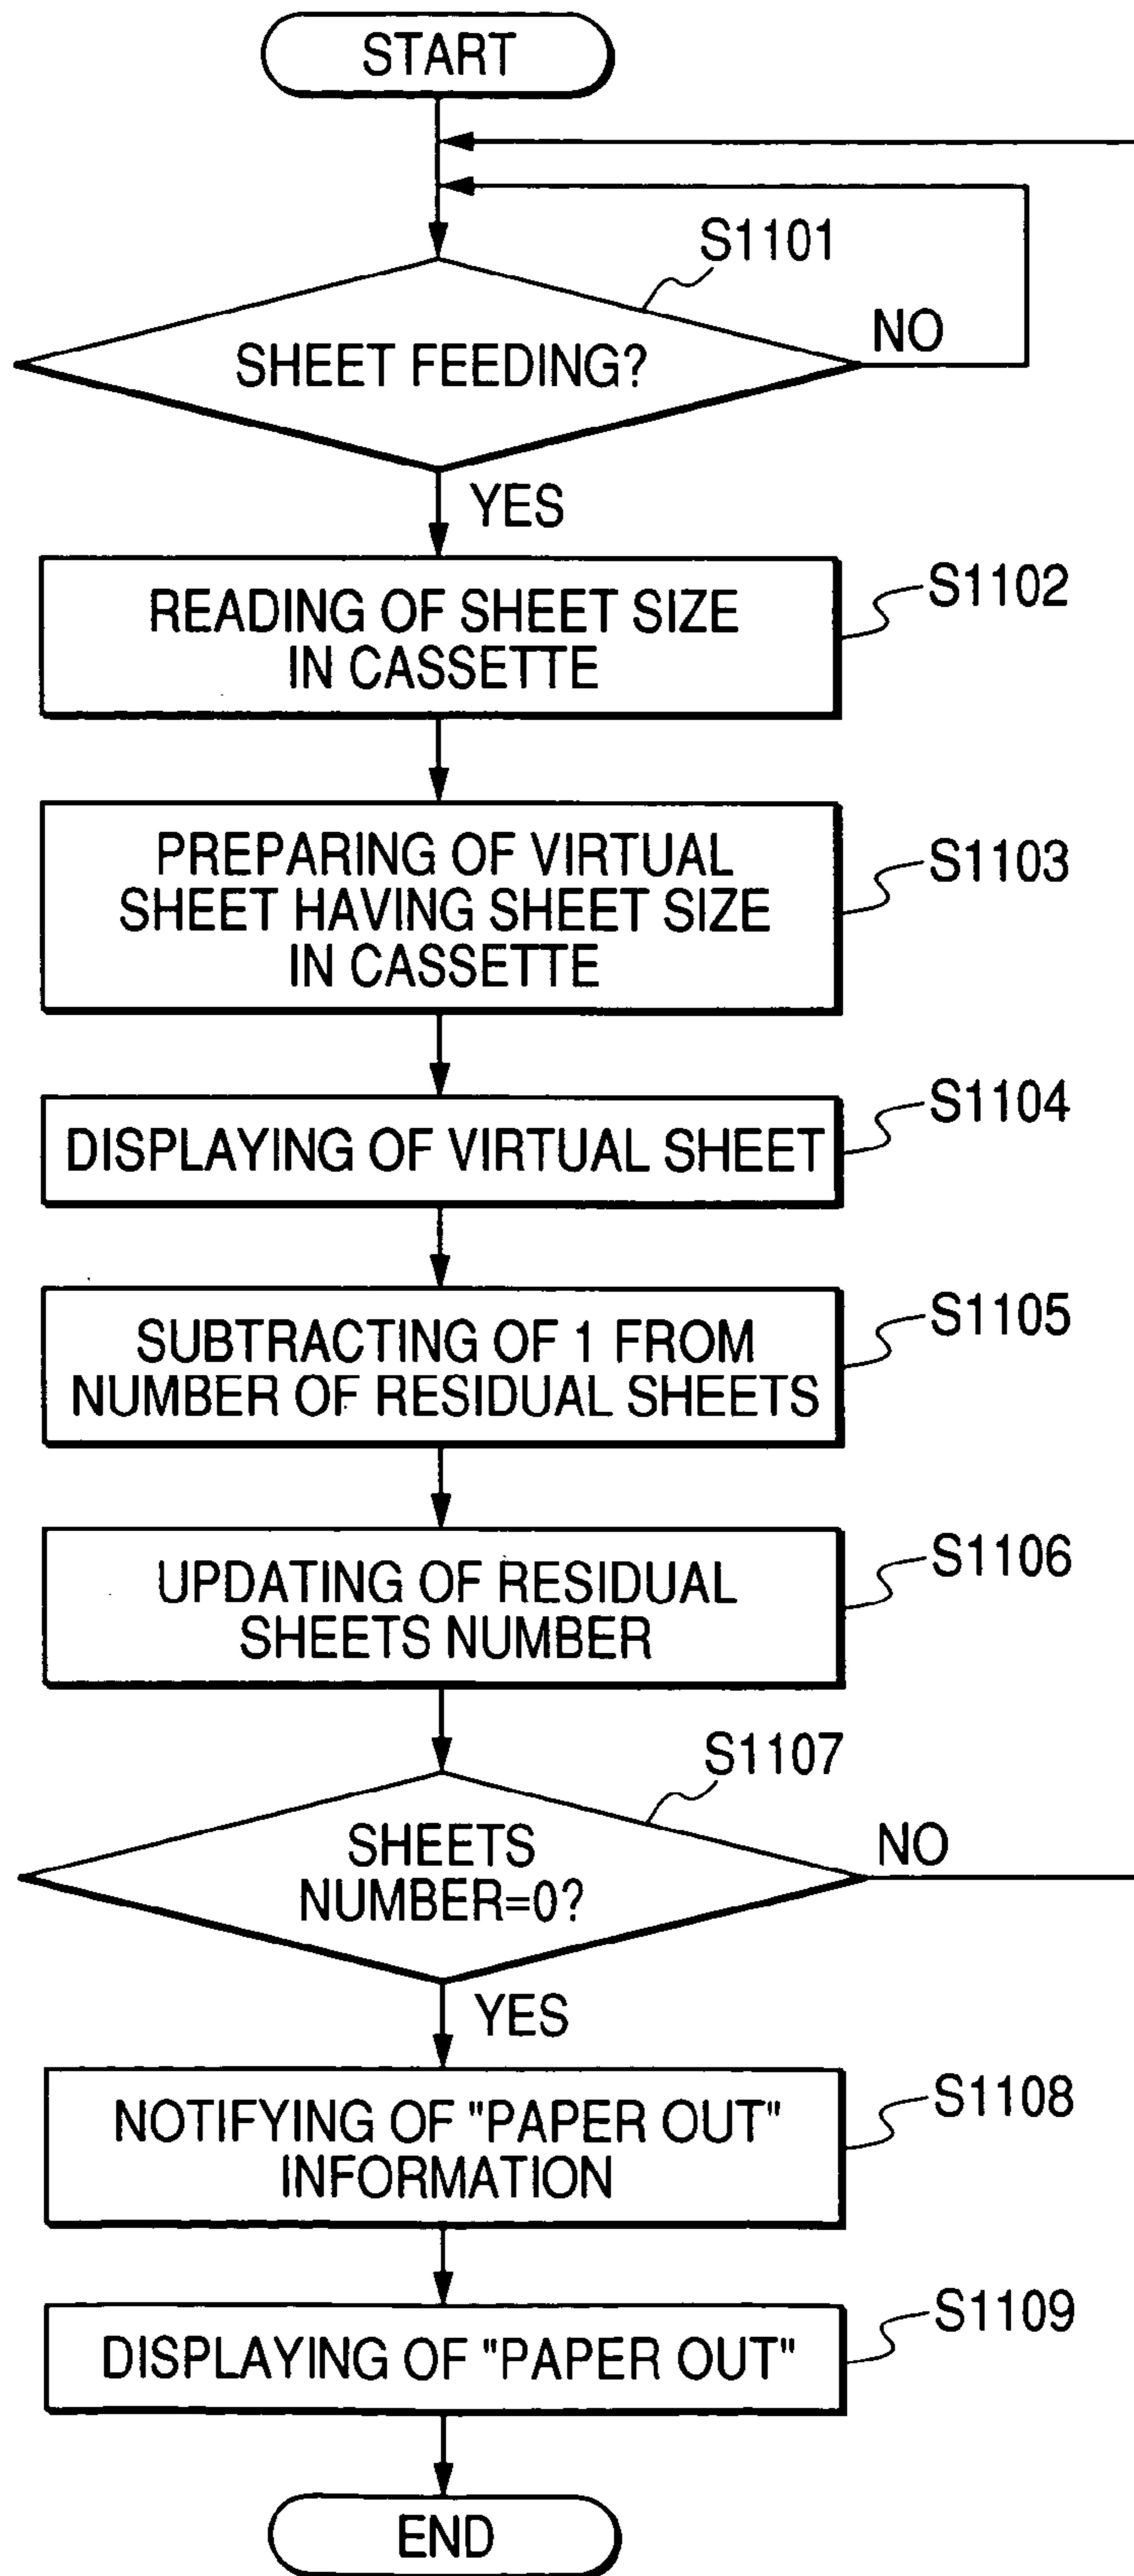 START
S1101
SHEET FEEDING?
NO
YES
READING OF SHEET SIZE
IN CASSETTE
S1102
PREPARING OF VIRTUAL
SHEET HAVING SHEET SIZE
IN CASSETTE
S1103
DISPLAYING OF VIRTUAL SHEET
S1104
SUBTRACTING OF 1 FROM
NUMBER OF RESIDUAL SHEETS
S1105
UPDATING OF RESIDUAL
SHEETS NUMBER
S1106
S1107
SHEETS
NUMBER=0?
NO
YES
NOTIFYING OF "PAPER OUT"
INFORMATION
S1108
DISPLAYING OF "PAPER OUT"
S1109
END